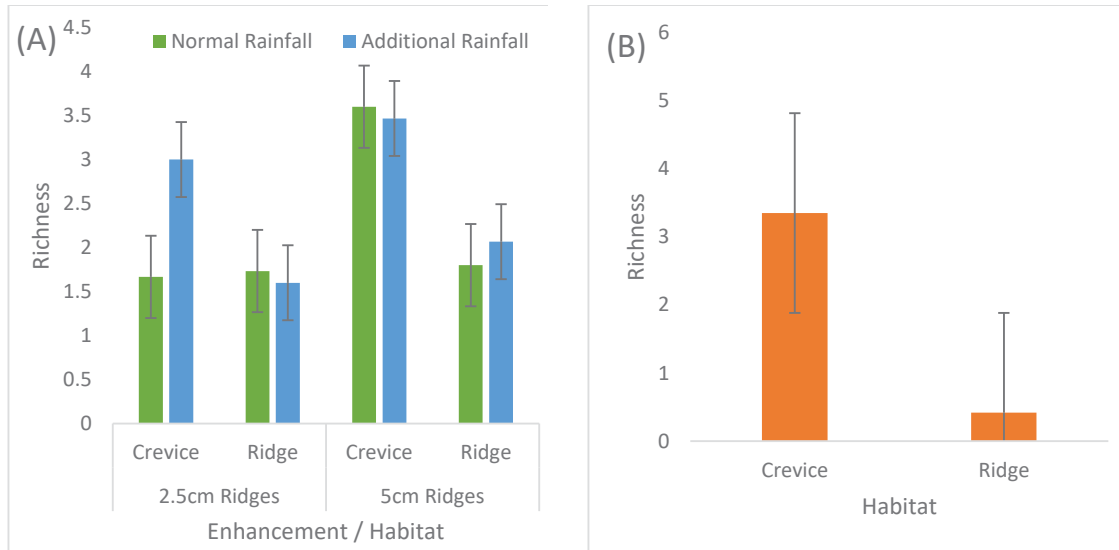 (A)
Normal Rainfall Additional Rainfall
4.5
4
3.5
3
2.5
2
1.5
1
0.5
0
Richness
Crevice Ridge Crevice Ridge
2.5cm Ridges 5cm Ridges
Enhancement / Habitat
(B)
6
5
4
3
2
1
0
Richness
Crevice Ridge
Habitat